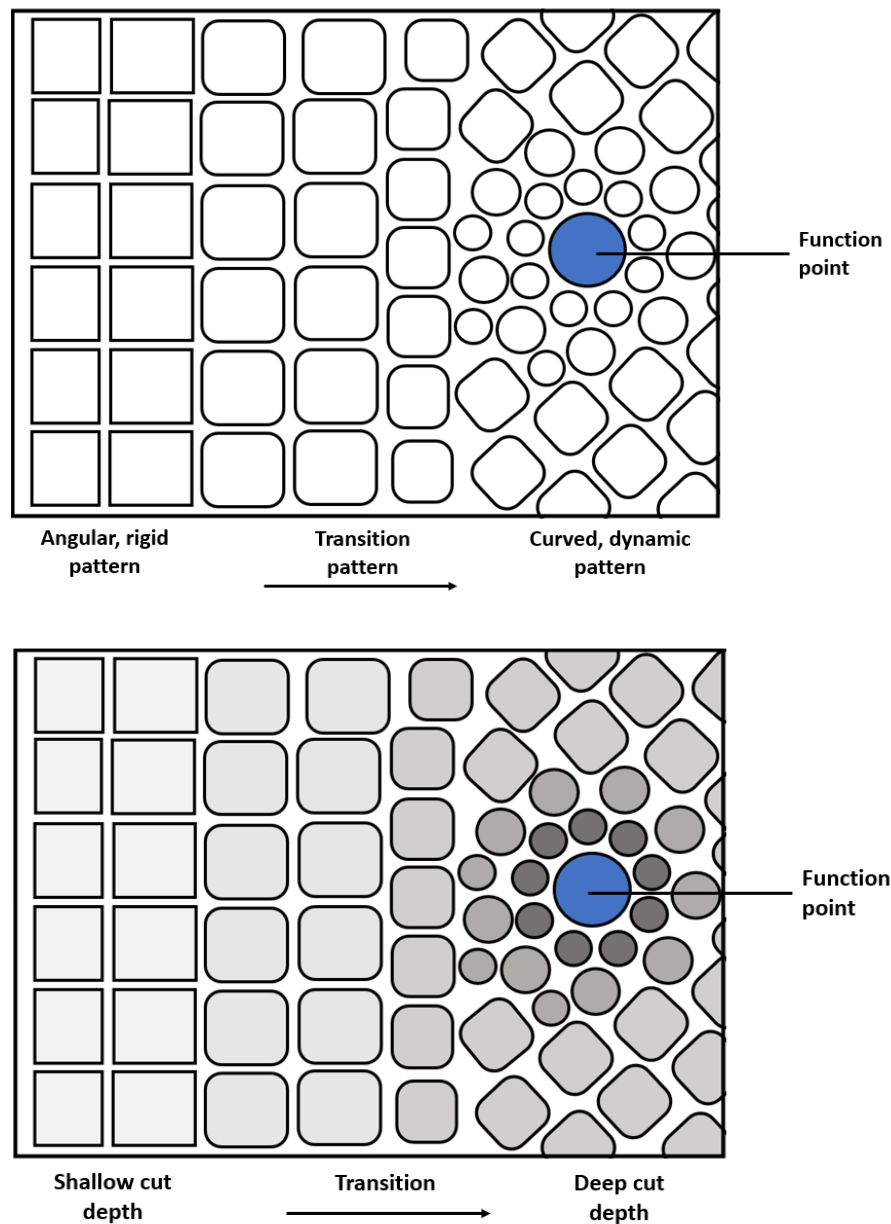 Function
point
Angular, rigid
pattern
Transition
pattern
Curved, dynamic
pattern
Function
point
Shallow cut
depth
Transition
Deep cut
depth